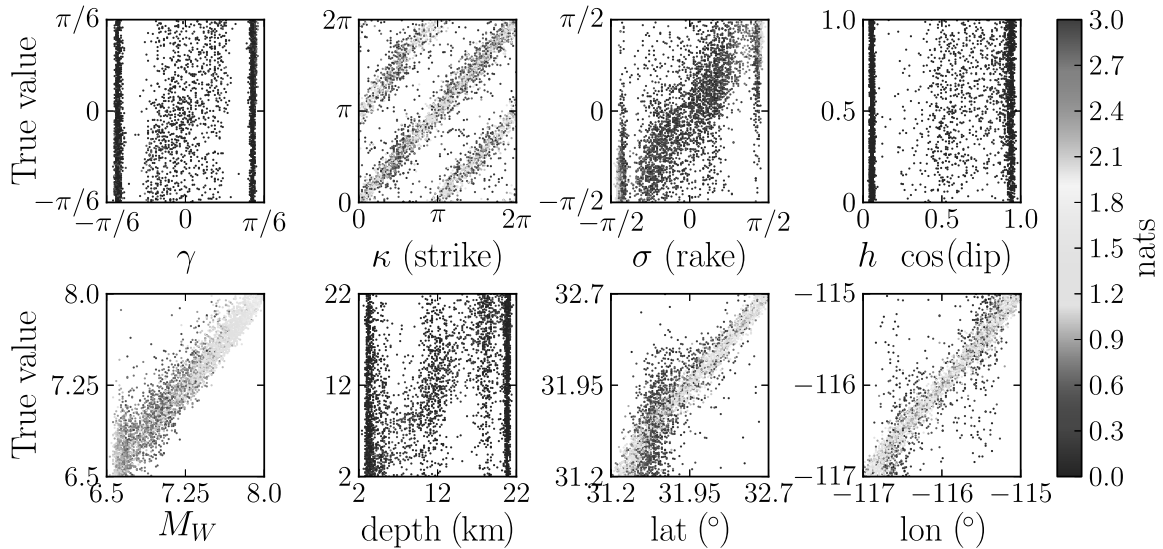 True value
π/6
0
−π/6
−π/6 0 π/6
γ
2π
π
0
0 π 2π
κ (strike)
π/2
0
−π/2
−π/2 0 π/2
σ (rake)
1.0
0.5
0
0 0.5 1.0
h cos(dip)
3.0
2.7
2.4
2.1
1.8
1.5
1.2
0.9
0.6
0.3
0.0
nats
True value
8.0
7.25
6.5
6.5 7.25 8.0
M_W
22
12
2
2 12 22
depth (km)
32.7
31.95
31.2
31.2 31.95 32.7
lat (°)
−115
−116
−117
−117 −116 −115
lon (°)